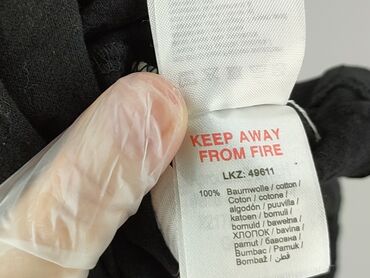 KEEP AWAY
FROM FIRE
LKZ: 49611
100% Baumwolle / cotton /
Coton / cotone /
algodón / puuvilla /
katoen / bomuli /
bomuld / bawełna /
ХЛОПОК / bavlna /
pamut / бавовна /
Bumbac / Pamuk /
Bombaž / قطن